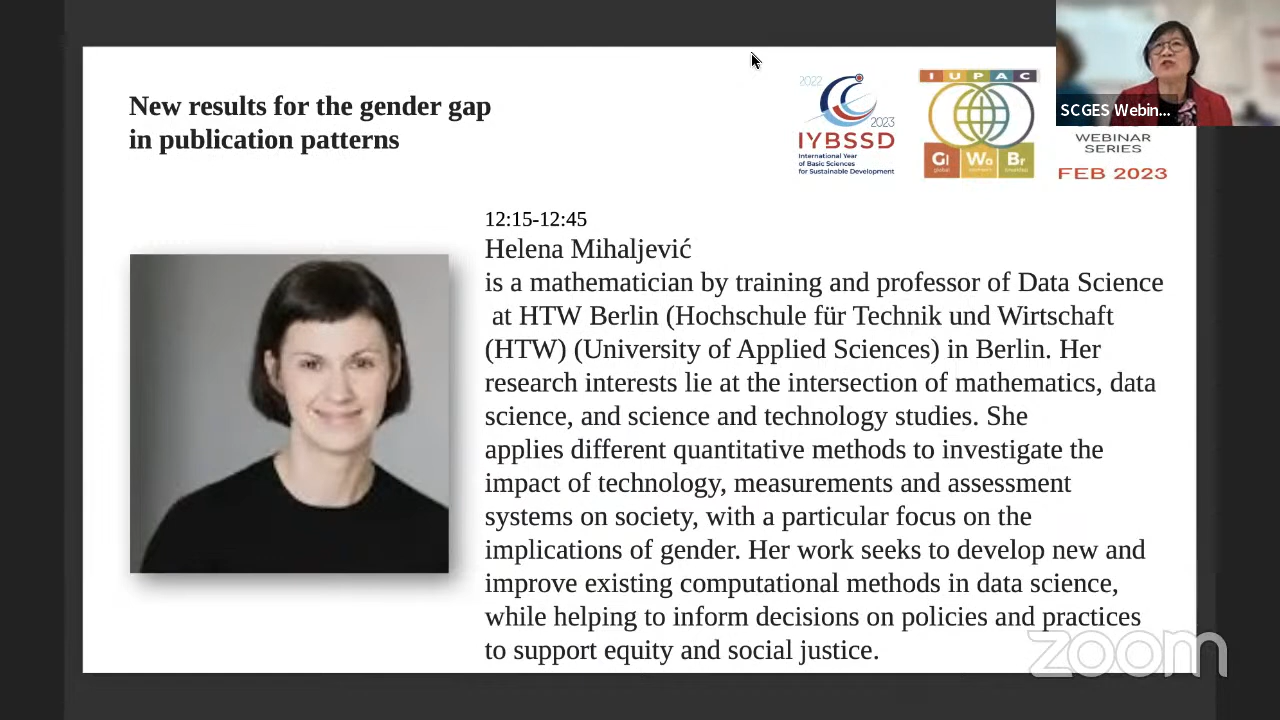 New results for the gender gap
in publication patterns
2022
2023
IYBSSD
International Year
of Basic Sciences
for Sustainable Development
IUPAC
Gl
Wo
Br
global
breakfast
SCGES Webin...
WEBINAR
SERIES
FEB 2023
12:15-12:45
Helena Mihaljević
is a mathematician by training and professor of Data Science
at HTW Berlin (Hochschule für Technik und Wirtschaft
(HTW) (University of Applied Sciences) in Berlin. Her
research interests lie at the intersection of mathematics, data
science, and science and technology studies. She
applies different quantitative methods to investigate the
impact of technology, measurements and assessment
systems on society, with a particular focus on the
implications of gender. Her work seeks to develop new and
improve existing computational methods in data science,
while helping to inform decisions on policies and practices
to support equity and social justice.
zoom